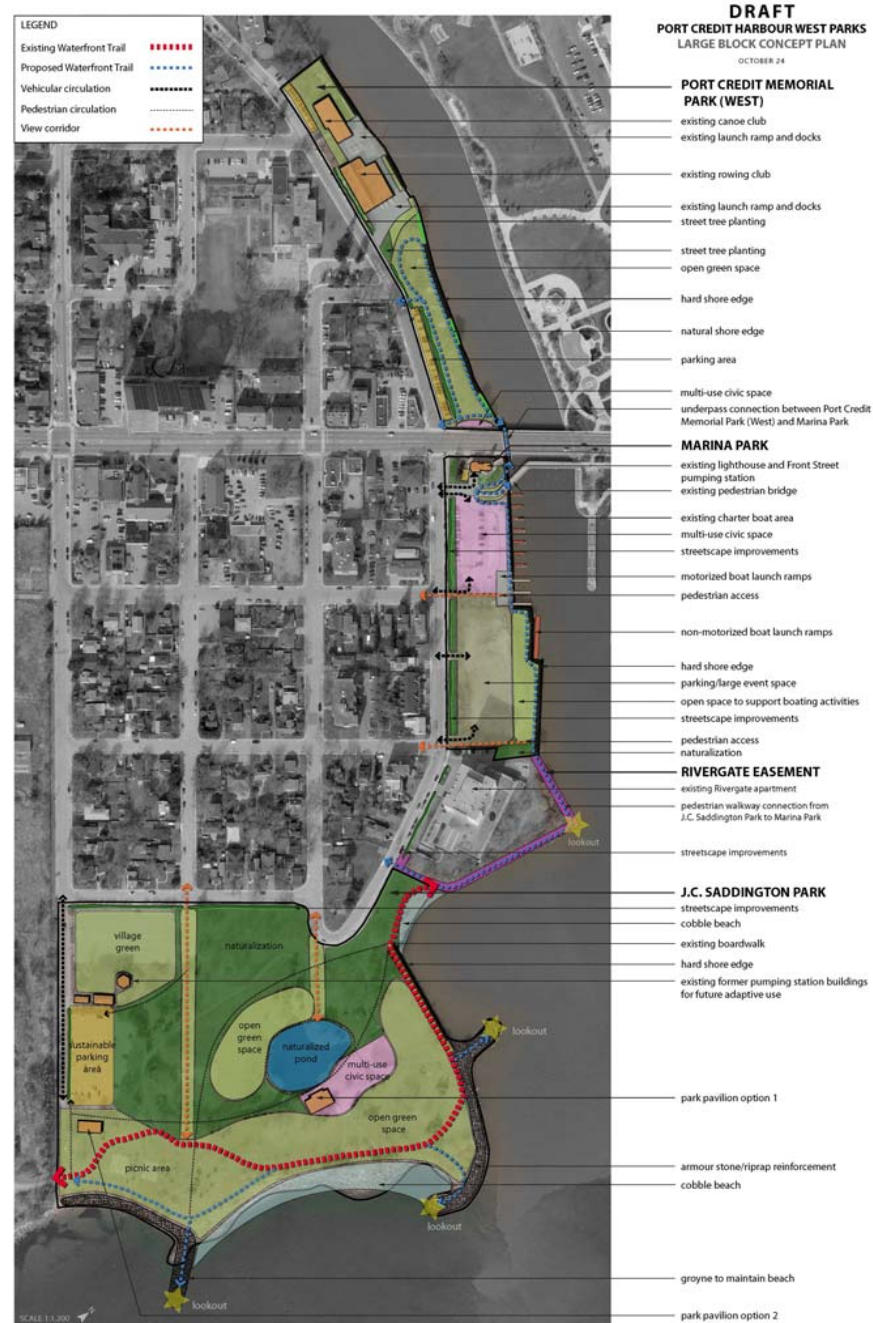 LEGEND
Existing Waterfront Trail
Proposed Waterfront Trail
Vehicular circulation
Pedestrian circulation
View corridor
DRAFT
PORT CREDIT HARBOUR WEST PARKS
LARGE BLOCK CONCEPT PLAN
OCTOBER 24
PORT CREDIT MEMORIAL
PARK (WEST)
existing canoe club
existing launch ramp and docks
existing rowing club
existing launch ramp and docks
street tree planting
street tree planting
open green space
hard shore edge
natural shore edge
parking area
multi-use civic space
underpass connection between Port Credit
Memorial Park (West) and Marina Park
MARINA PARK
existing lighthouse and Front Street
pumping station
existing pedestrian bridge
existing charter boat area
multi-use civic space
streetscape improvements
motorized boat launch ramps
pedestrian access
non-motorized boat launch ramps
hard shore edge
parking/large event space
open space to support boating activities
streetscape improvements
pedestrian access
naturalization
RIVERGATE EASEMENT
existing Rivergate apartment
pedestrian walkway connection from
J.C. Saddington Park to Marina Park
lookout
streetscape improvements
J.C. SADDINGTON PARK
streetscape improvements
cobble beach
existing boardwalk
hard shore edge
existing former pumping station buildings
for future adaptive use
village
green
naturalization
lookout
open
green
space
naturalized
pond
sustainable
parking
area
multi-use
civic space
park pavilion option 1
open green
space
picnic area
armour stone/riprap reinforcement
cobble beach
lookout
groyne to maintain beach
lookout
park pavilion option 2
SCALE 1:1,200